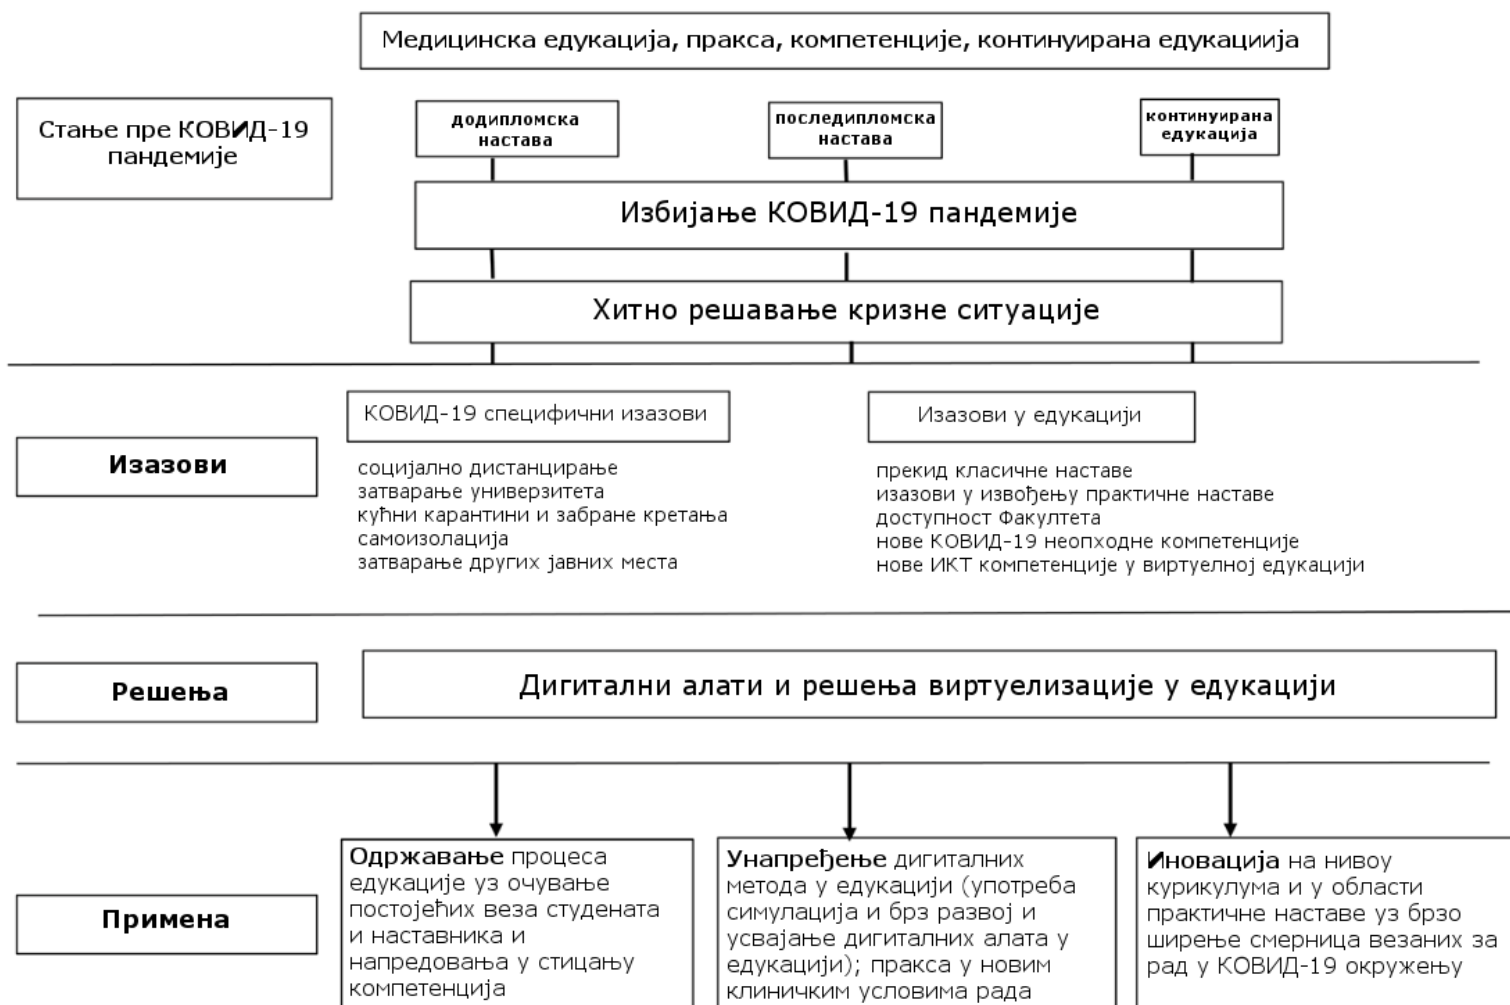 Медицинска едукација, пракса, компетенције, континуирана едукациија
Стање пре КОВИД-19
пандемије
додипломска
настава
последипломска
настава
континуирана
едукација
Избијање КОВИД-19 пандемије
Хитно решавање кризне ситуације
Изазови
КОВИД-19 специфични изазови
социјално дистанцирање
затварање универзитета
кућни карантини и забране кретања
самоизолација
затварање других јавних места
Изазови у едукацији
прекид класичне наставе
изазови у извођењу практичне наставе
доступност Факултета
нове КОВИД-19 неопходне компетенције
нове ИКТ компетенције у виртуелној едукацији
Решења
Дигитални алати и решења виртуелизације у едукацији
Примена
Одржавање процеса
едукације уз очување
постојећих веза студената
и наставника и
напредовања у стицању
компетенција
Унапређење дигиталних
метода у едукацији (употреба
симулација и брз развој и
усвајање дигиталних алата у
едукацији); пракса у новим
клиничким условима рада
Иновација на нивоу
курикулума и у области
практичне наставе уз брзо
ширење смерница везаних за
рад у КОВИД-19 окружењу